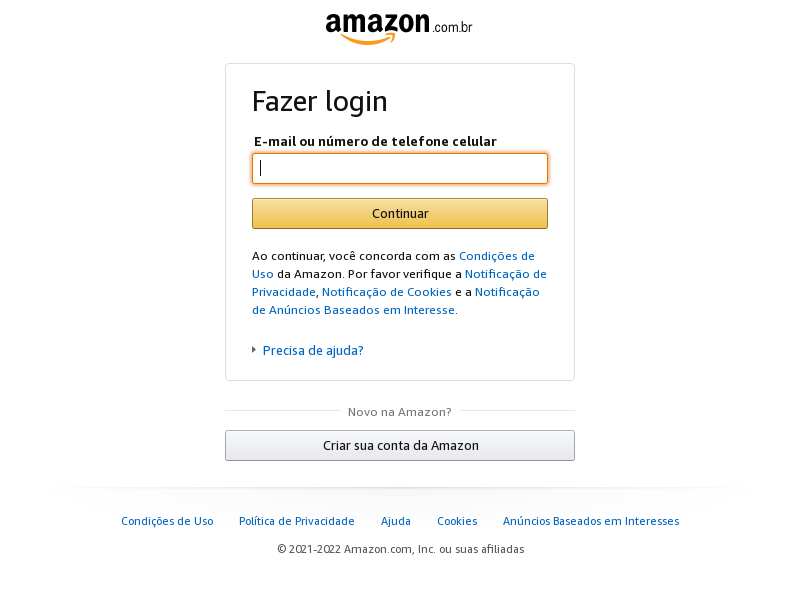 amazon.com.br
Fazer login
E-mail ou número de telefone celular
Continuar
Ao continuar, você concorda com as Condições de
Uso da Amazon. Por favor verifique a Notificação de
Privacidade, Notificação de Cookies e a Notificação
de Anúncios Baseados em Interesse.
Precisa de ajuda?
Novo na Amazon?
Criar sua conta da Amazon
Condições de Uso Política de Privacidade Ajuda Cookies Anúncios Baseados em Interesses
© 2021-2022 Amazon.com, Inc. ou suas afiliadas